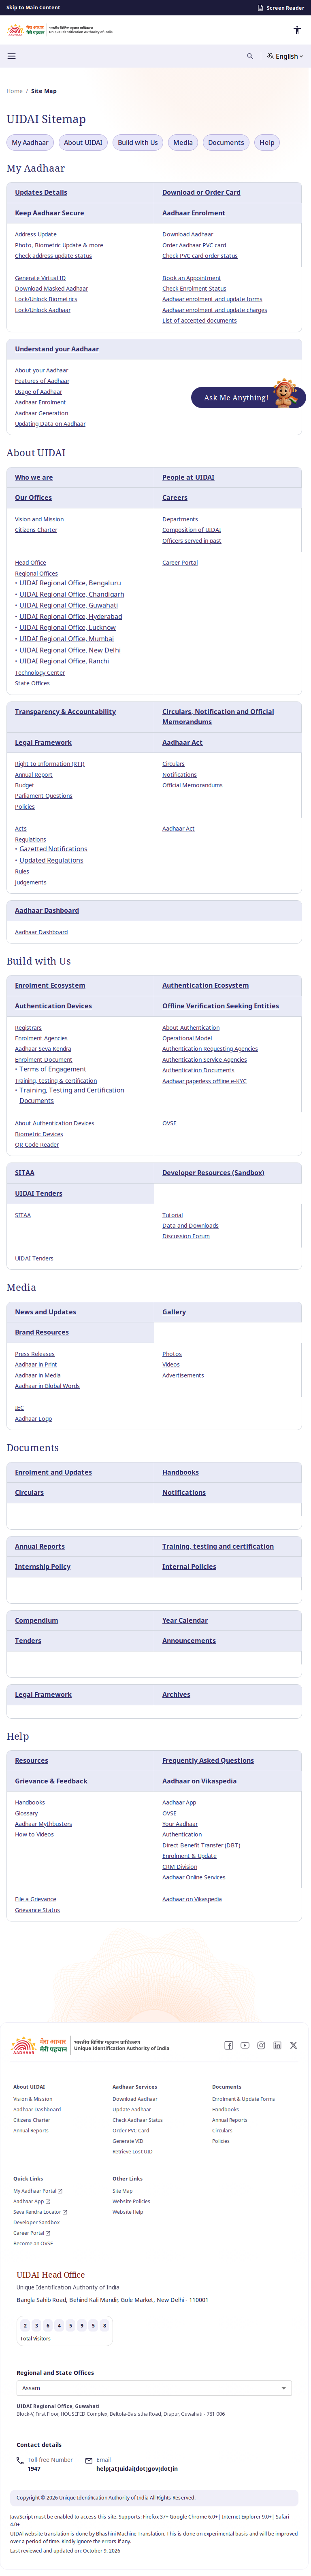 Skip to Main Content
Screen Reader
AADHAAR
मेरा आधार
मेरी पहचान
भारतीय विशिष्ट पहचान प्राधिकरण
Unique Identification Authority of India
English
Home / Site Map
UIDAI Sitemap
My Aadhaar
About UIDAI
Build with Us
Media
Documents
Help
My Aadhaar
Updates Details
Download or Order Card
Keep Aadhaar Secure
Aadhaar Enrolment
Address Update
Photo, Biometric Update & more
Check address update status
Download Aadhaar
Order Aadhaar PVC card
Check PVC card order status
Generate Virtual ID
Download Masked Aadhaar
Lock/Unlock Biometrics
Lock/Unlock Aadhaar
Book an Appointment
Check Enrolment Status
Aadhaar enrolment and update forms
Aadhaar enrolment and update charges
List of accepted documents
Understand your Aadhaar
About your Aadhaar
Features of Aadhaar
Usage of Aadhaar
Aadhaar Enrolment
Aadhaar Generation
Updating Data on Aadhaar
Ask Me Anything!
About UIDAI
Who we are
People at UIDAI
Our Offices
Careers
Vision and Mission
Citizens Charter
Departments
Composition of UIDAI
Officers served in past
Head Office
Regional Offices
• UIDAI Regional Office, Bengaluru
• UIDAI Regional Office, Chandigarh
• UIDAI Regional Office, Guwahati
• UIDAI Regional Office, Hyderabad
• UIDAI Regional Office, Lucknow
• UIDAI Regional Office, Mumbai
• UIDAI Regional Office, New Delhi
• UIDAI Regional Office, Ranchi
Technology Center
State Offices
Career Portal
Transparency & Accountability
Circulars, Notification and Official
Memorandums
Legal Framework
Aadhaar Act
Right to Information (RTI)
Annual Report
Budget
Parliament Questions
Policies
Circulars
Notifications
Official Memorandums
Acts
Regulations
• Gazetted Notifications
• Updated Regulations
Rules
Judgements
Aadhaar Act
Aadhaar Dashboard
Aadhaar Dashboard
Build with Us
Enrolment Ecosystem
Authentication Ecosystem
Authentication Devices
Offline Verification Seeking Entities
Registrars
Enrolment Agencies
Aadhaar Seva Kendra
Enrolment Document
• Terms of Engagement
Training, testing & certification
• Training, Testing and Certification
Documents
About Authentication
Operational Model
Authentication Requesting Agencies
Authentication Service Agencies
Authentication Documents
Aadhaar paperless offline e-KYC
About Authentication Devices
Biometric Devices
QR Code Reader
OVSE
SITAA
Developer Resources (Sandbox)
UIDAI Tenders
SITAA
Tutorial
Data and Downloads
Discussion Forum
UIDAI Tenders
Media
News and Updates
Gallery
Brand Resources
Press Releases
Aadhaar in Print
Aadhaar in Media
Aadhaar in Global Words
Photos
Videos
Advertisements
IEC
Aadhaar Logo
Documents
Enrolment and Updates
Handbooks
Circulars
Notifications
Annual Reports
Training, testing and certification
Internship Policy
Internal Policies
Compendium
Year Calendar
Tenders
Announcements
Legal Framework
Archives
Help
Resources
Frequently Asked Questions
Grievance & Feedback
Aadhaar on Vikaspedia
Handbooks
Glossary
Aadhaar Mythbusters
How to Videos
Aadhaar App
OVSE
Your Aadhaar
Authentication
Direct Benefit Transfer (DBT)
Enrolment & Update
CRM Division
Aadhaar Online Services
File a Grievance
Grievance Status
Aadhaar on Vikaspedia
AADHAAR
मेरा आधार
मेरी पहचान
भारतीय विशिष्ट पहचान प्राधिकरण
Unique Identification Authority of India
About UIDAI
Vision & Mission
Aadhaar Dashboard
Citizens Charter
Annual Reports
Aadhaar Services
Download Aadhaar
Update Aadhaar
Check Aadhaar Status
Order PVC Card
Generate VID
Retrieve Lost UID
Documents
Enrolment & Update Forms
Handbooks
Annual Reports
Circulars
Policies
Quick Links
My Aadhaar Portal
Aadhaar App
Seva Kendra Locator
Developer Sandbox
Career Portal
Become an OVSE
Other Links
Site Map
Website Policies
Website Help
UIDAI Head Office
Unique Identification Authority of India
Bangla Sahib Road, Behind Kali Mandir, Gole Market, New Delhi - 110001
2 3 6 4 5 9 5 8
Total Visitors
Regional and State Offices
Assam
UIDAI Regional Office, Guwahati:
Block-V, First Floor, HOUSEFED Complex, Beltola-Basistha Road, Dispur, Guwahati - 781 006
Contact details
Toll-free Number
1947
Email
help(at)uidai(dot)gov(dot)in
Copyright © 2026 Unique Identification Authority of India All Rights Reserved.
JavaScript must be enabled to access this site. Supports: Firefox 37+ Google Chrome 6.0+| Internet Explorer 9.0+| Safari
4.0+
UIDAI website translation is done by Bhashini Machine Translation. This is done on experimental basis and will be improved
over a period of time. Kindly ignore the errors if any.
Last reviewed and updated on: October 9, 2026